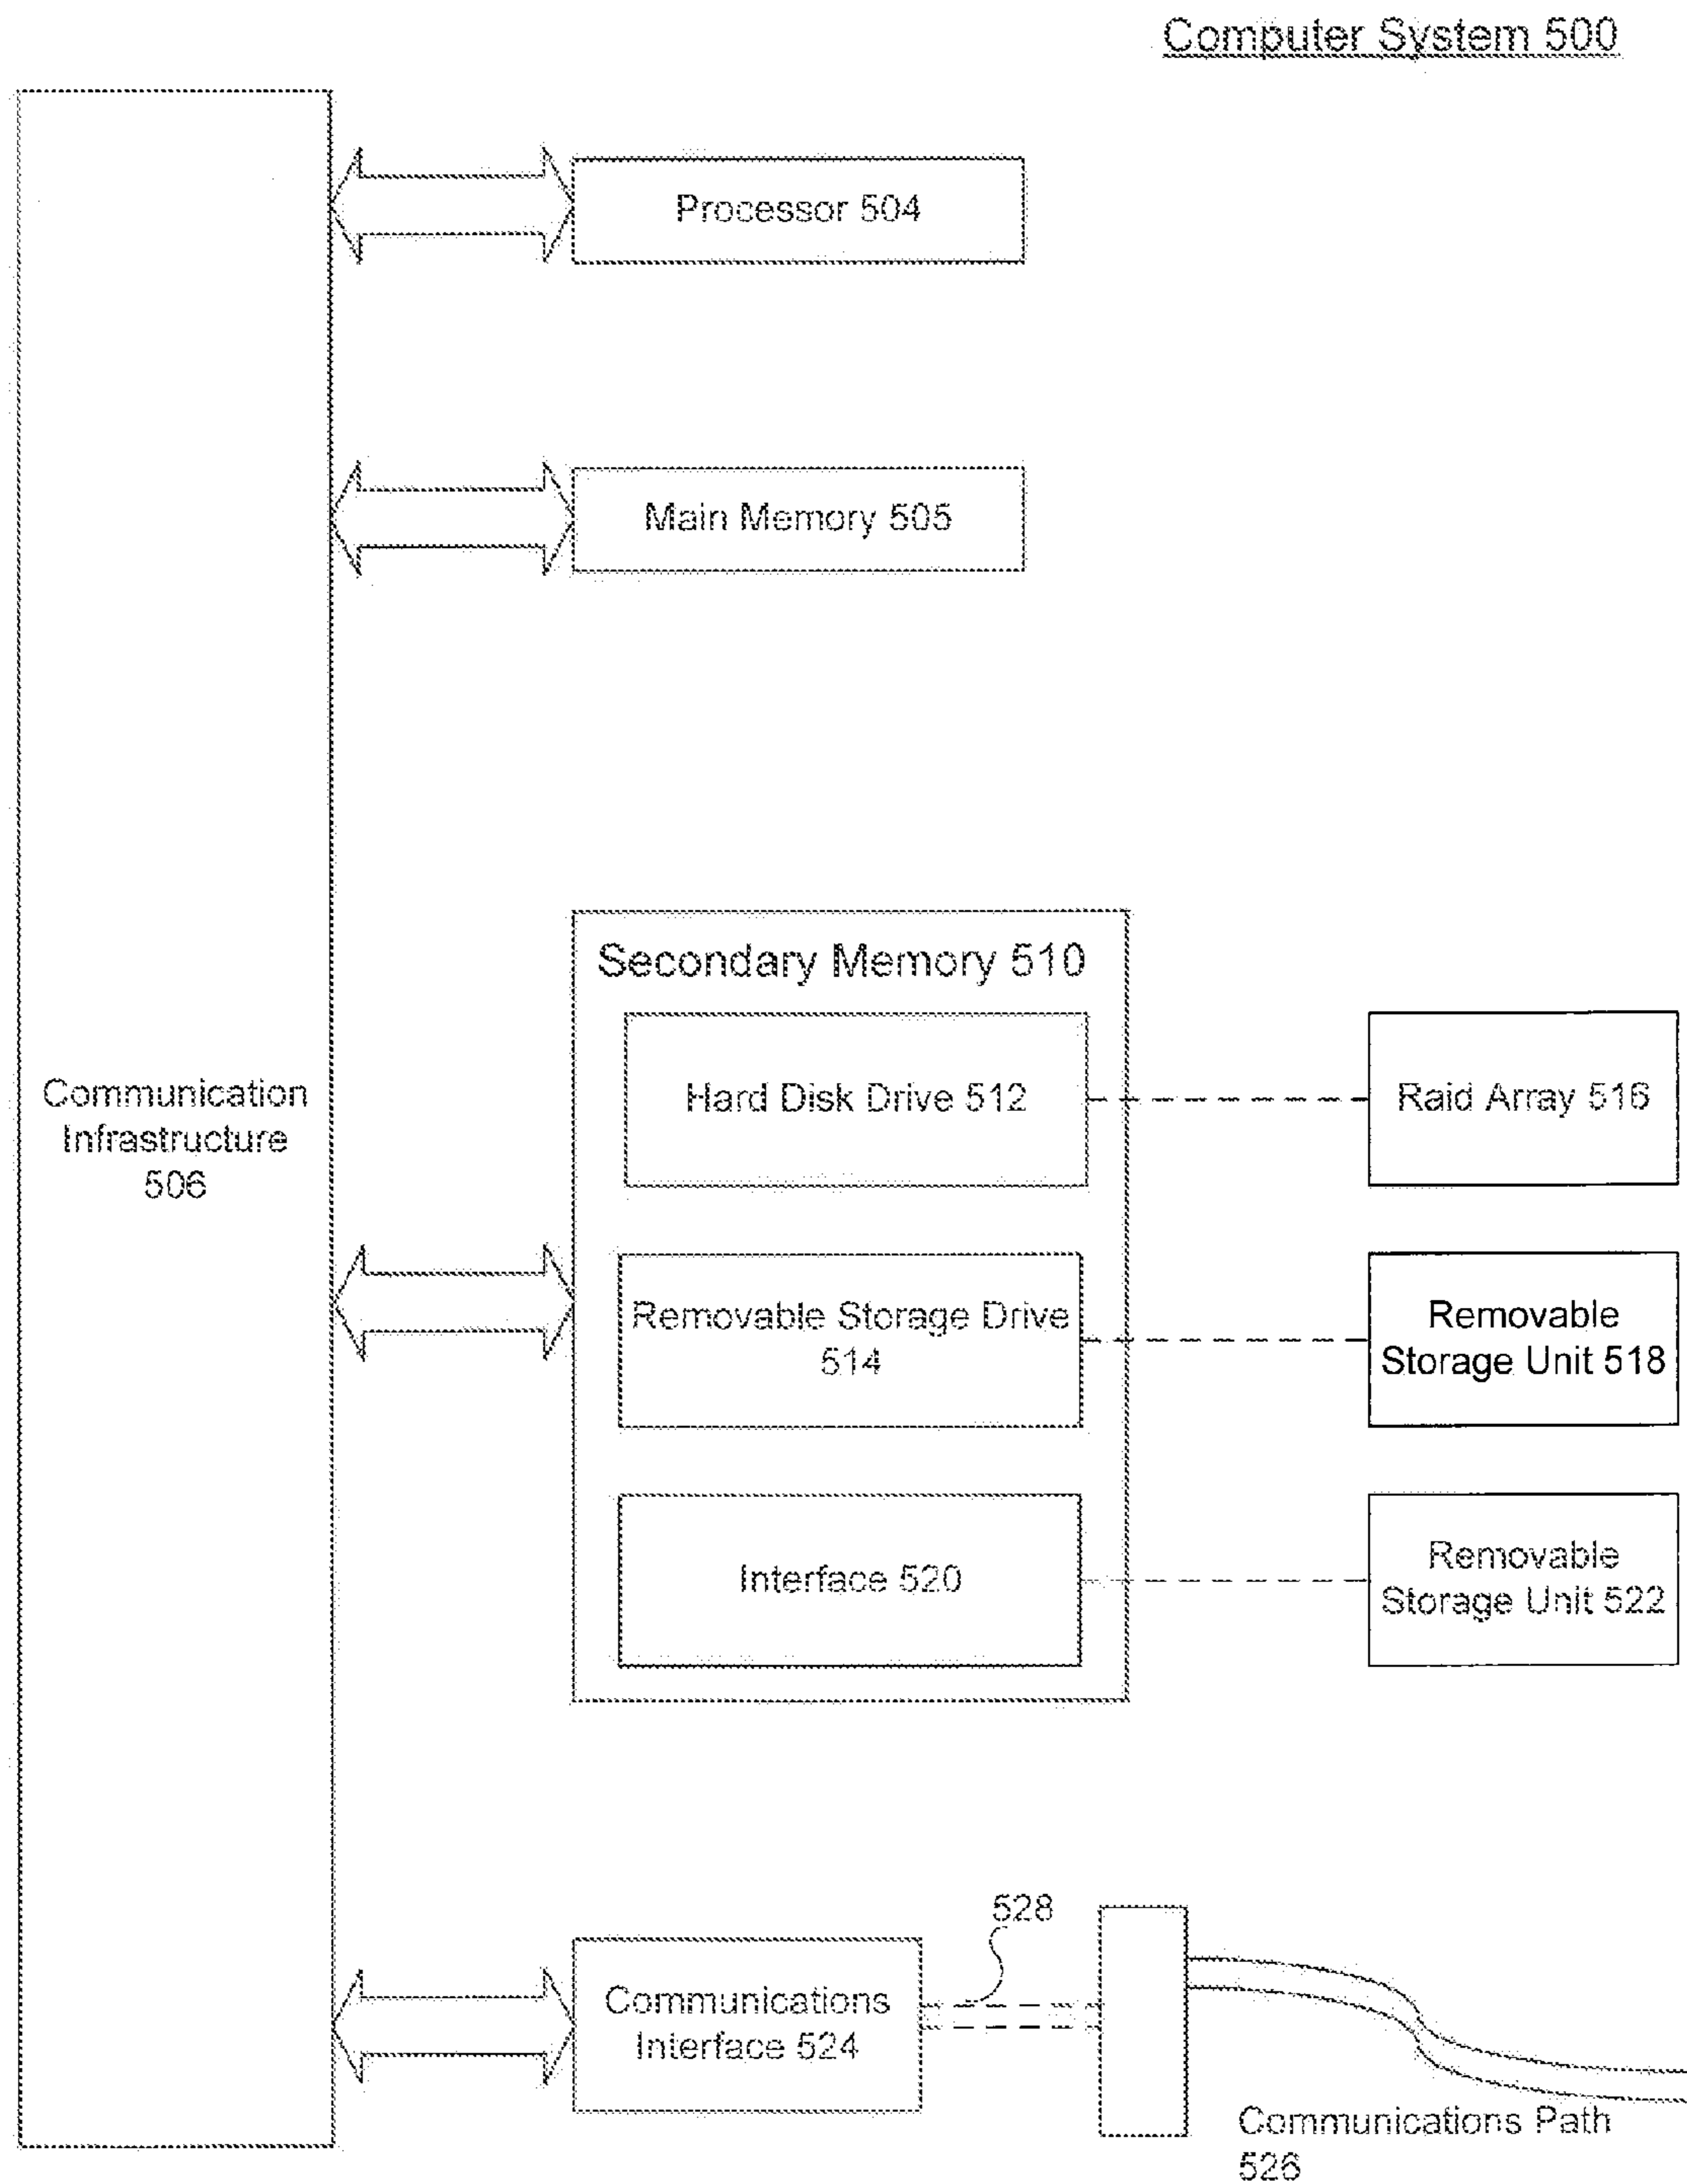 Computer System 500
Processor 504
Main Memory 505
Secondary Memory 510
Hard Disk Drive 512
Raid Array 516
Communication
Infrastructure
506
Removable Storage Drive
514
Removable
Storage Unit 518
Interface 520
Removable
Storage Unit 522
528
Communications
Interface 524
Communications Path
526